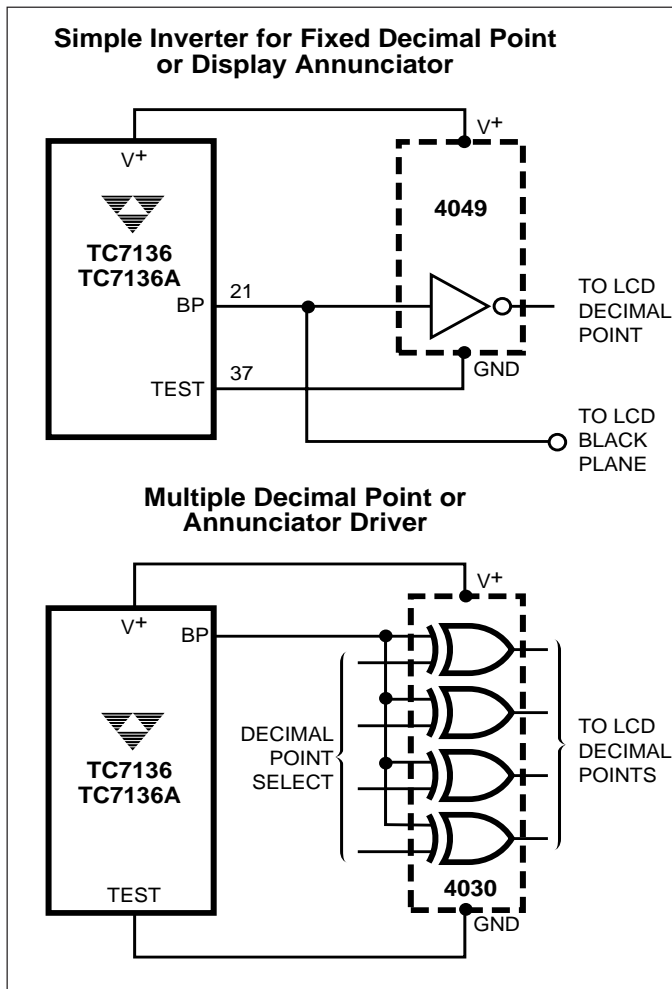 Simple Inverter for Fixed Decimal Point
or Display Annunciator
V+
V+
4049
TC7136
TC7136A
BP
21
TO LCD
DECIMAL
POINT
TEST
37
GND
TO LCD
BLACK
PLANE
Multiple Decimal Point or
Annunciator Driver
V+
V+
BP
DECIMAL
POINT
SELECT
TO LCD
DECIMAL
POINTS
TC7136
TC7136A
TEST
4030
GND